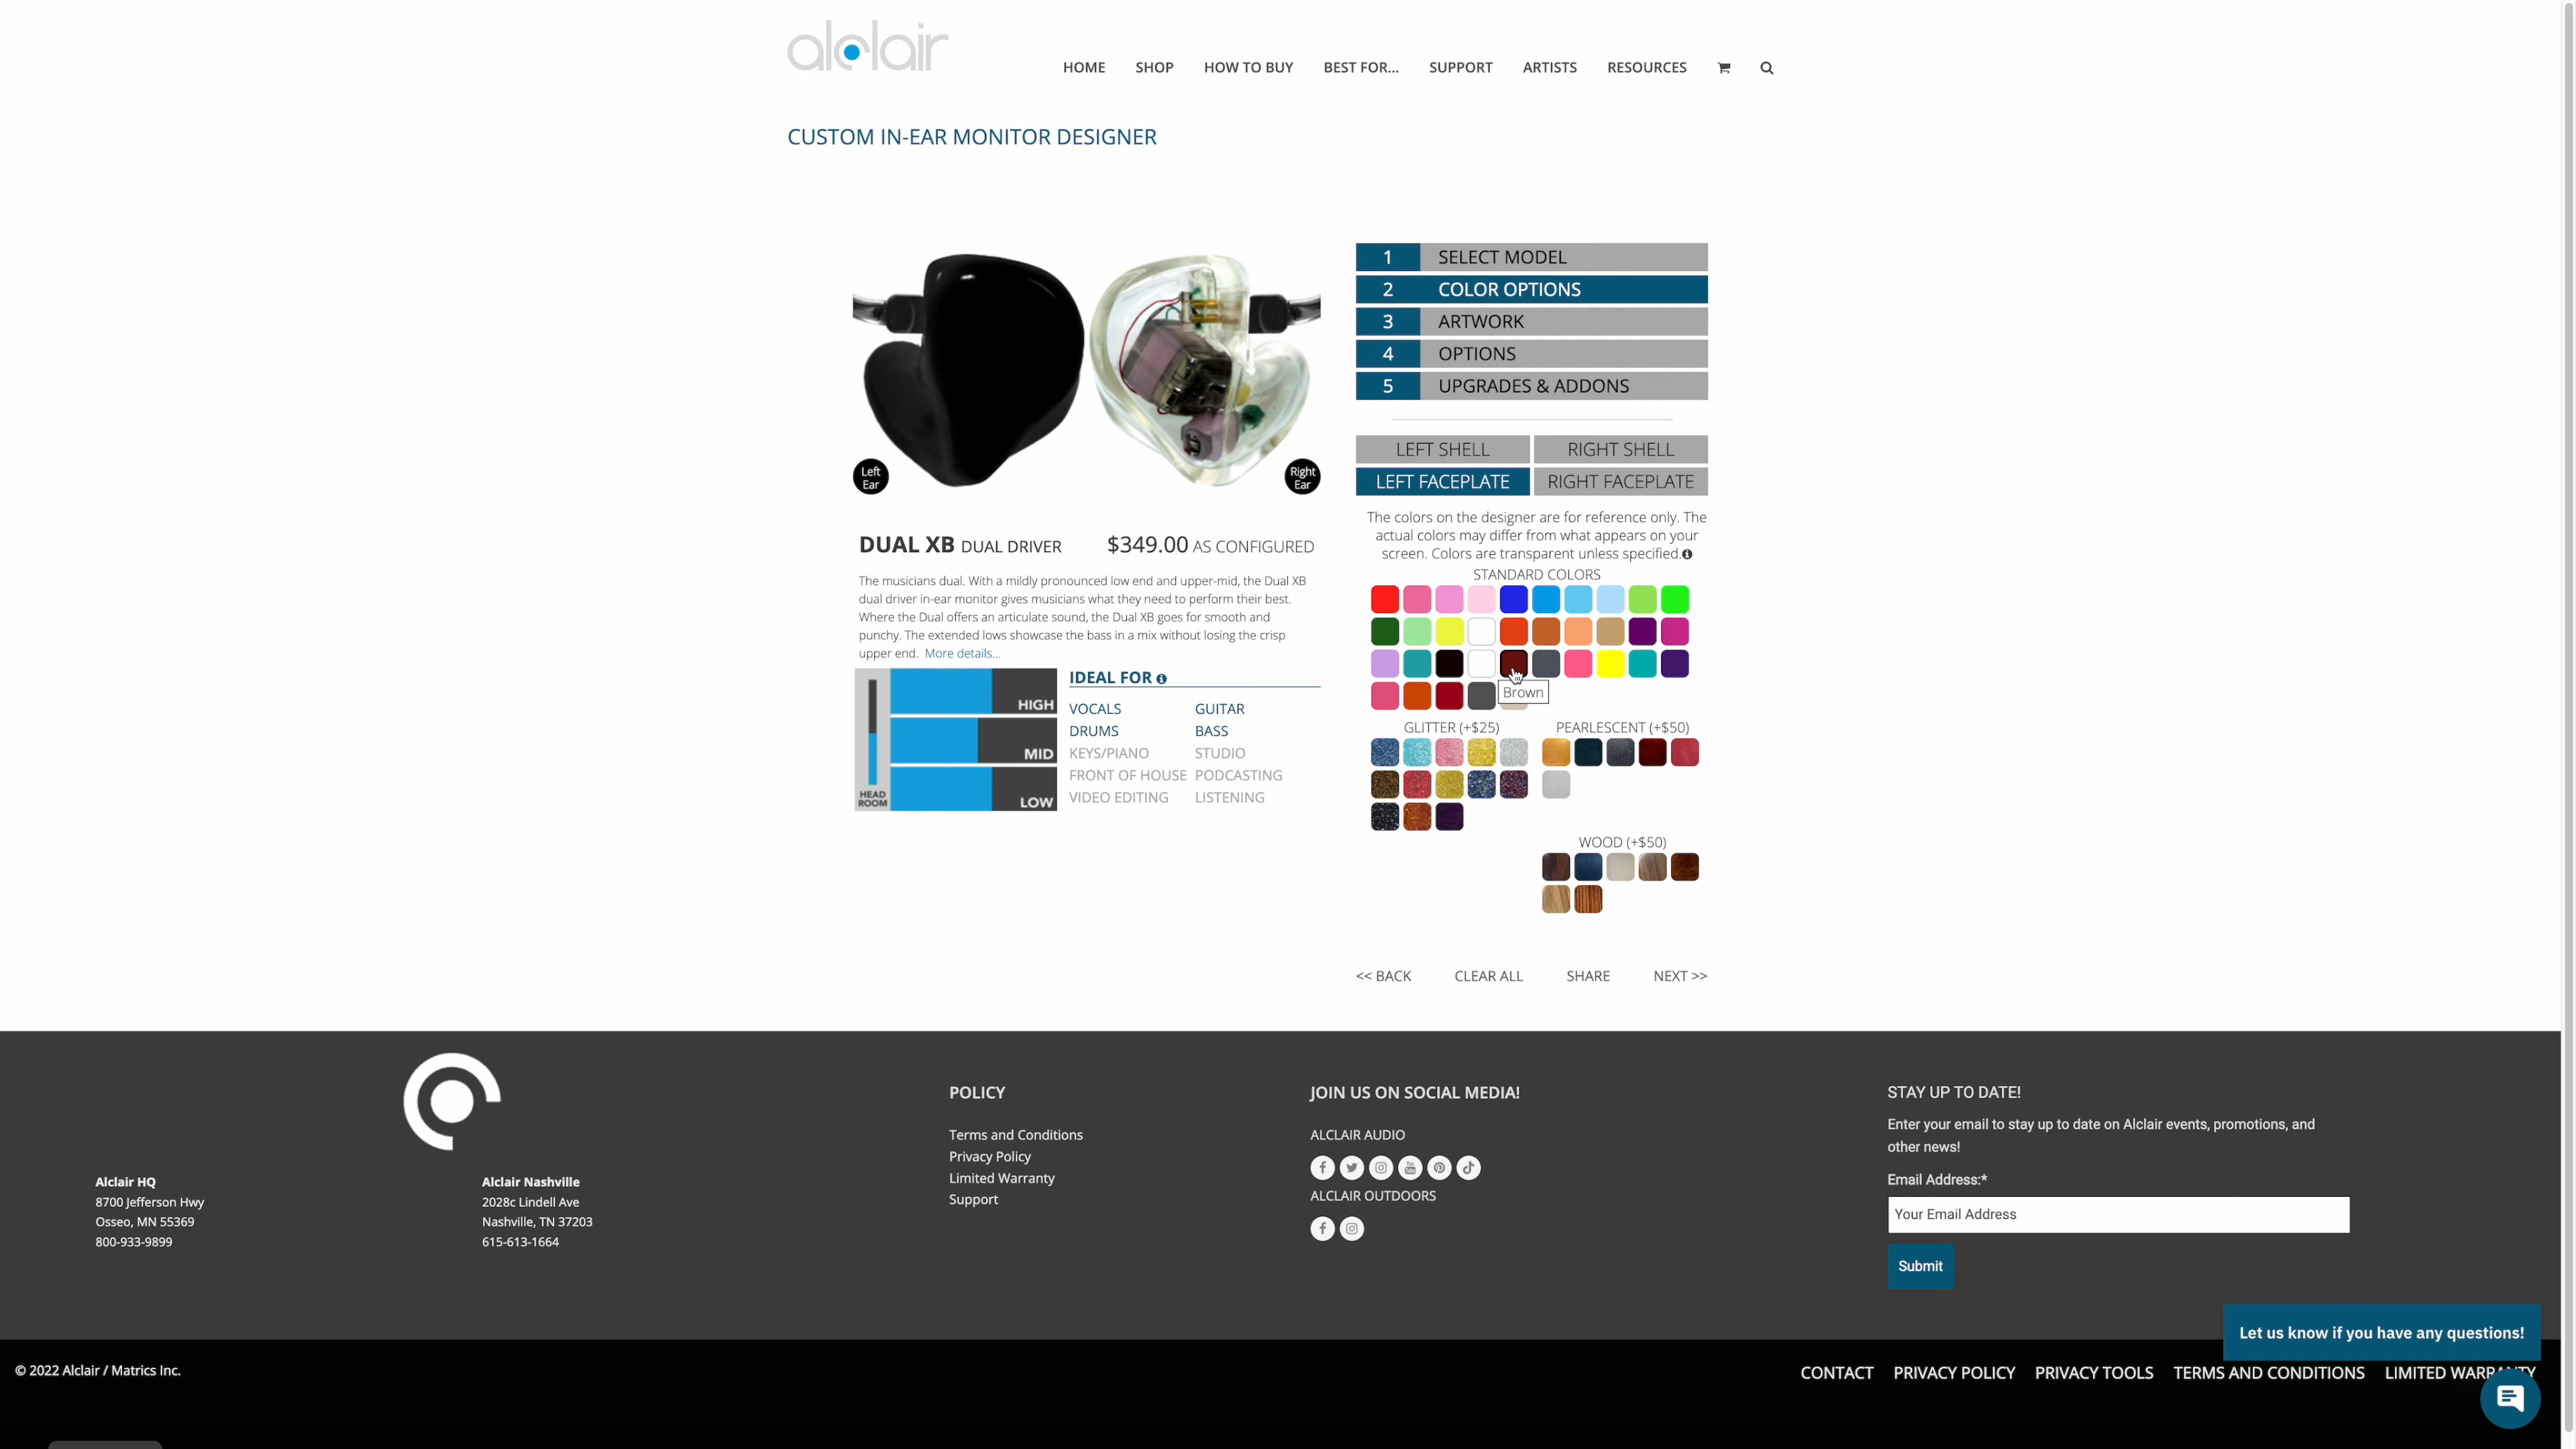 alclair
HOME SHOP HOW TO BUY BEST FOR... SUPPORT ARTISTS RESOURCES
CUSTOM IN-EAR MONITOR DESIGNER
Left
Ear
Right
Ear
DUAL XB DUAL DRIVER $349.00 AS CONFIGURED
The musicians dual. With a mildly pronounced low end and upper-mid, the Dual XB
dual driver in-ear monitor gives musicians what they need to perform their best.
Where the Dual offers an articulate sound, the Dual XB goes for smooth and
punchy. The extended lows showcase the bass in a mix without losing the crisp
upper end. More details...
HEAD
ROOM
HIGH
MID
LOW
IDEAL FOR
VOCALS GUITAR
DRUMS BASS
KEYS/PIANO STUDIO
FRONT OF HOUSE PODCASTING
VIDEO EDITING LISTENING
1 SELECT MODEL
2 COLOR OPTIONS
3 ARTWORK
4 OPTIONS
5 UPGRADES & ADDONS
LEFT SHELL RIGHT SHELL
LEFT FACEPLATE RIGHT FACEPLATE
The colors on the designer are for reference only. The
actual colors may differ from what appears on your
screen. Colors are transparent unless specified.
STANDARD COLORS
Brown
GLITTER (+$25) PEARLESCENT (+$50)
WOOD (+$50)
<< BACK CLEAR ALL SHARE NEXT >>
Alclair HQ
8700 Jefferson Hwy
Osseo, MN 55369
800-933-9899
Alclair Nashville
2028c Lindell Ave
Nashville, TN 37203
615-613-1664
POLICY
Terms and Conditions
Privacy Policy
Limited Warranty
Support
JOIN US ON SOCIAL MEDIA!
ALCLAIR AUDIO
ALCLAIR OUTDOORS
STAY UP TO DATE!
Enter your email to stay up to date on Alclair events, promotions, and
other news!
Email Address:*
Your Email Address
Submit
Let us know if you have any questions!
© 2022 Alclair / Matrics Inc.
CONTACT PRIVACY POLICY PRIVACY TOOLS TERMS AND CONDITIONS LIMITED WARRANTY